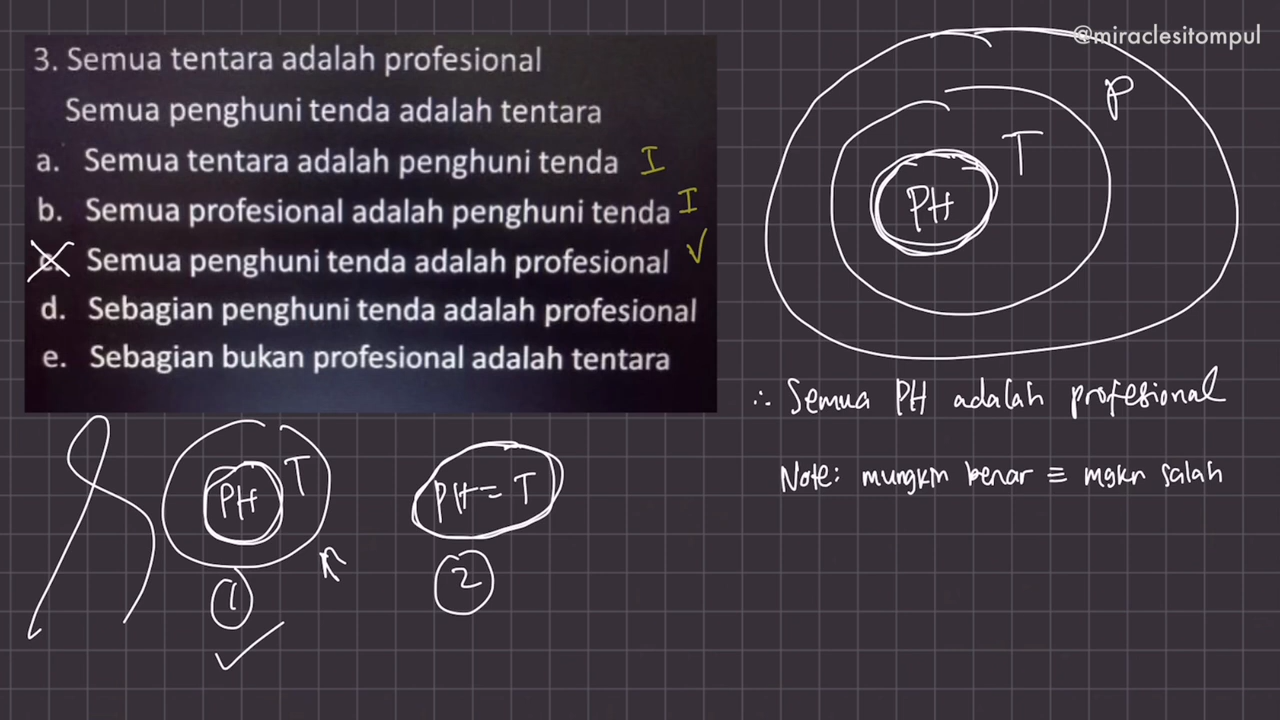 @miraclesitompul
3. Semua tentara adalah profesional
Semua penghuni tenda adalah tentara
a. Semua tentara adalah penghuni tenda I
b. Semua profesional adalah penghuni tenda I
c. Semua penghuni tenda adalah profesional √
d. Sebagian penghuni tenda adalah profesional
e. Sebagian bukan profesional adalah tentara
P
T
PH
∴ Semua PH adalah profesional
Note: mungkin benar ≡ mgkn salah
PH T
PH = T
1
2